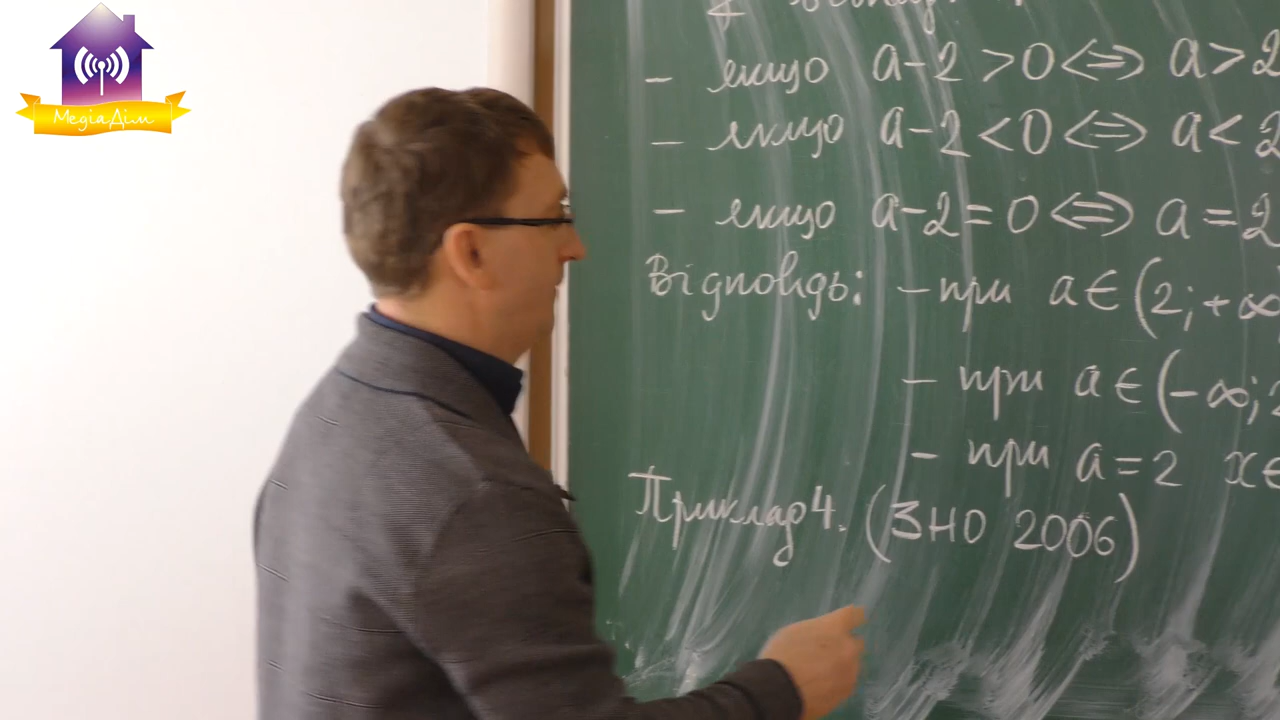 МедіаДім
- якщо a-2 >0 <=> a>2
- якщо a-2 <0 <=> a<2
- якщо a-2=0 <=> a=2
Відповідь: - при a∈(2;+∞
- при a∈(-∞;2
- при a=2 x∈
Приклад 4. (ЗНО 2006)